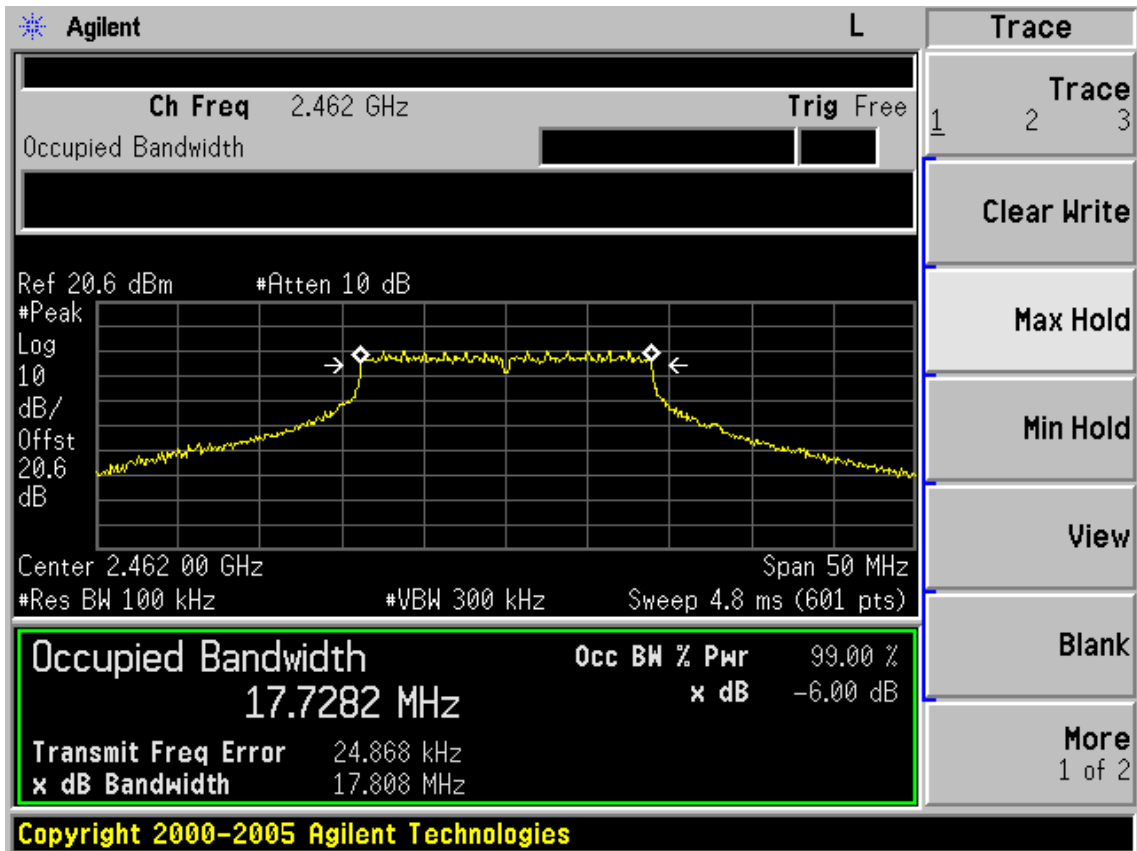 Agilent L
Ch Freq 2.462 GHz Trig Free
Occupied Bandwidth
Ref 20.6 dBm #Atten 10 dB
#Peak
Log
10
dB/
Offst
20.6
dB
Center 2.462 00 GHz Span 50 MHz
#Res BW 100 kHz #VBW 300 kHz Sweep 4.8 ms (601 pts)
Occupied Bandwidth Occ BW % Pwr 99.00 %
17.7282 MHz x dB -6.00 dB
Transmit Freq Error 24.868 kHz
x dB Bandwidth 17.808 MHz
Copyright 2000-2005 Agilent Technologies
Trace
Trace
1 2 3
Clear Write
Max Hold
Min Hold
View
Blank
More
1 of 2